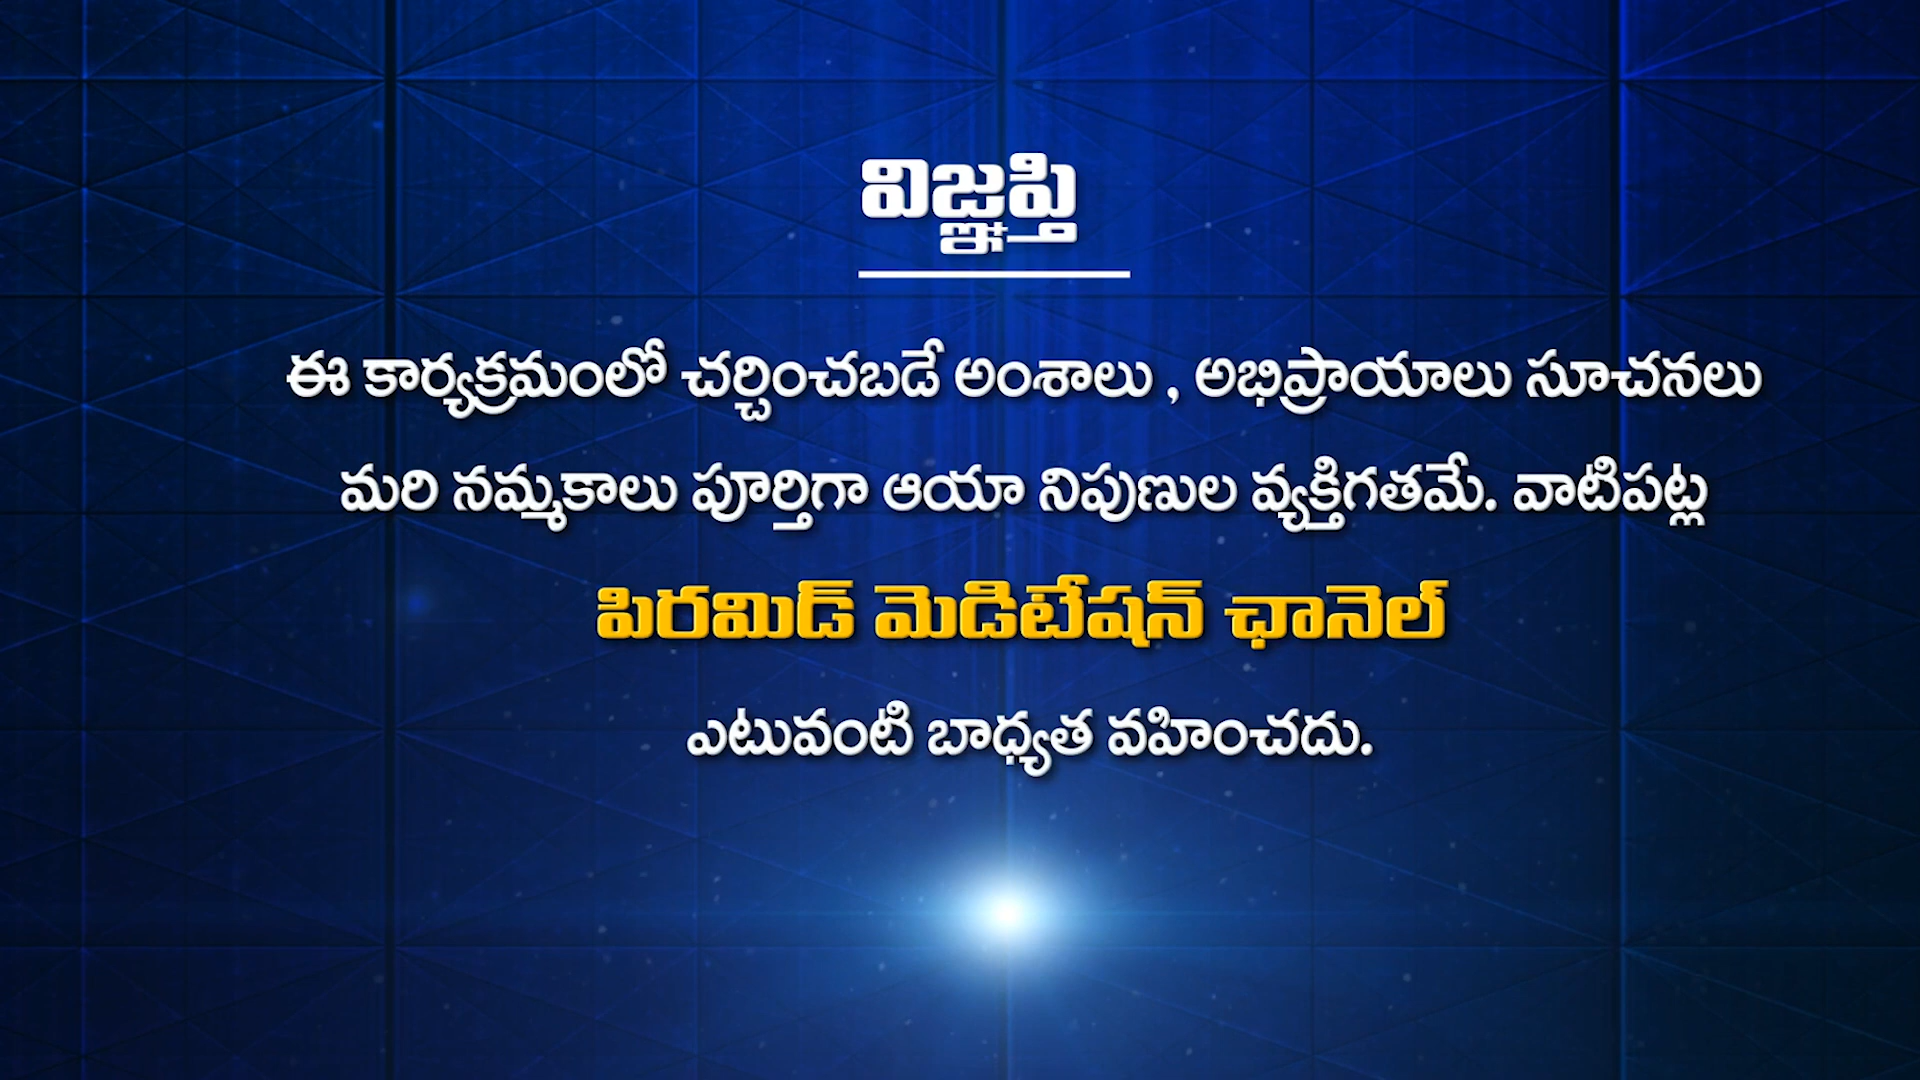 విజ్ఞప్తి
ఈ కార్యక్రమంలో చర్చించబడే అంశాలు , అభిప్రాయాలు సూచనలు
మరి నమ్మకాలు పూర్తిగా ఆయా నిపుణుల వ్యక్తిగతమే. వాటిపట్ల
పిరమిడ్ మెడిటేషన్ ఛానెల్
ఎటువంటి బాధ్యత వహించదు.